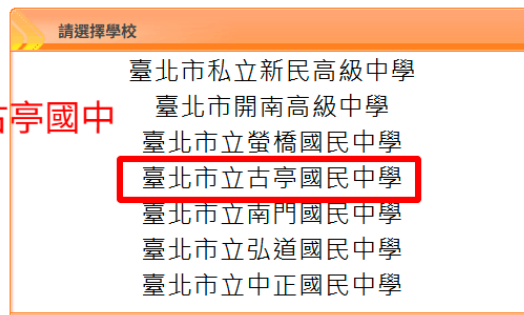 請選擇學校
臺北市私立新民高級中學
臺北市開南高級中學
古亭國中
臺北市立螢橋國民中學
臺北市立古亭國民中學
臺北市立南門國民中學
臺北市立弘道國民中學
臺北市立中正國民中學